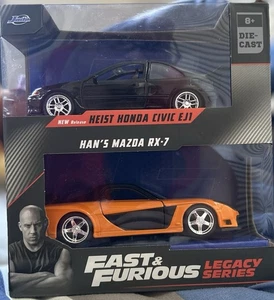 Jada
8+
DIE-
CAST
NEW Release HEIST HONDA CIVIC EJ1
HAN'S MAZDA RX-7
FAST &
FURIOUS
LEGACY
SERIES